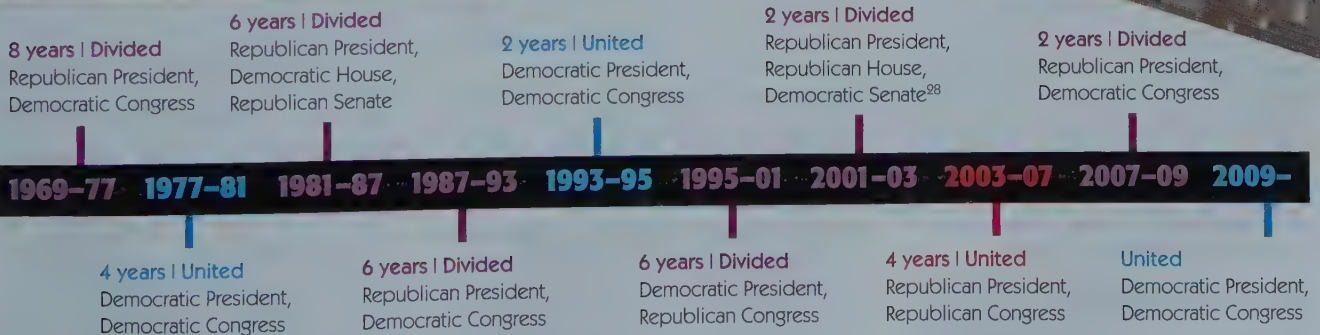 8 years | Divided
Republican President,
Democratic Congress
6 years | Divided
Republican President,
Democratic House,
Republican Senate
2 years | United
Democratic President,
Democratic Congress
2 years | Divided
Republican President,
Republican House,
Democratic Senate²⁸
2 years | Divided
Republican President,
Democratic Congress
1969–77 1977–81 1981–87 1987–93 1993–95 1995–01 2001–03 2003–07 2007–09 2009–
4 years | United
Democratic President,
Democratic Congress
6 years | Divided
Republican President,
Democratic Congress
6 years | Divided
Democratic President,
Republican Congress
4 years | United
Republican President,
Republican Congress
United
Democratic President,
Democratic Congress